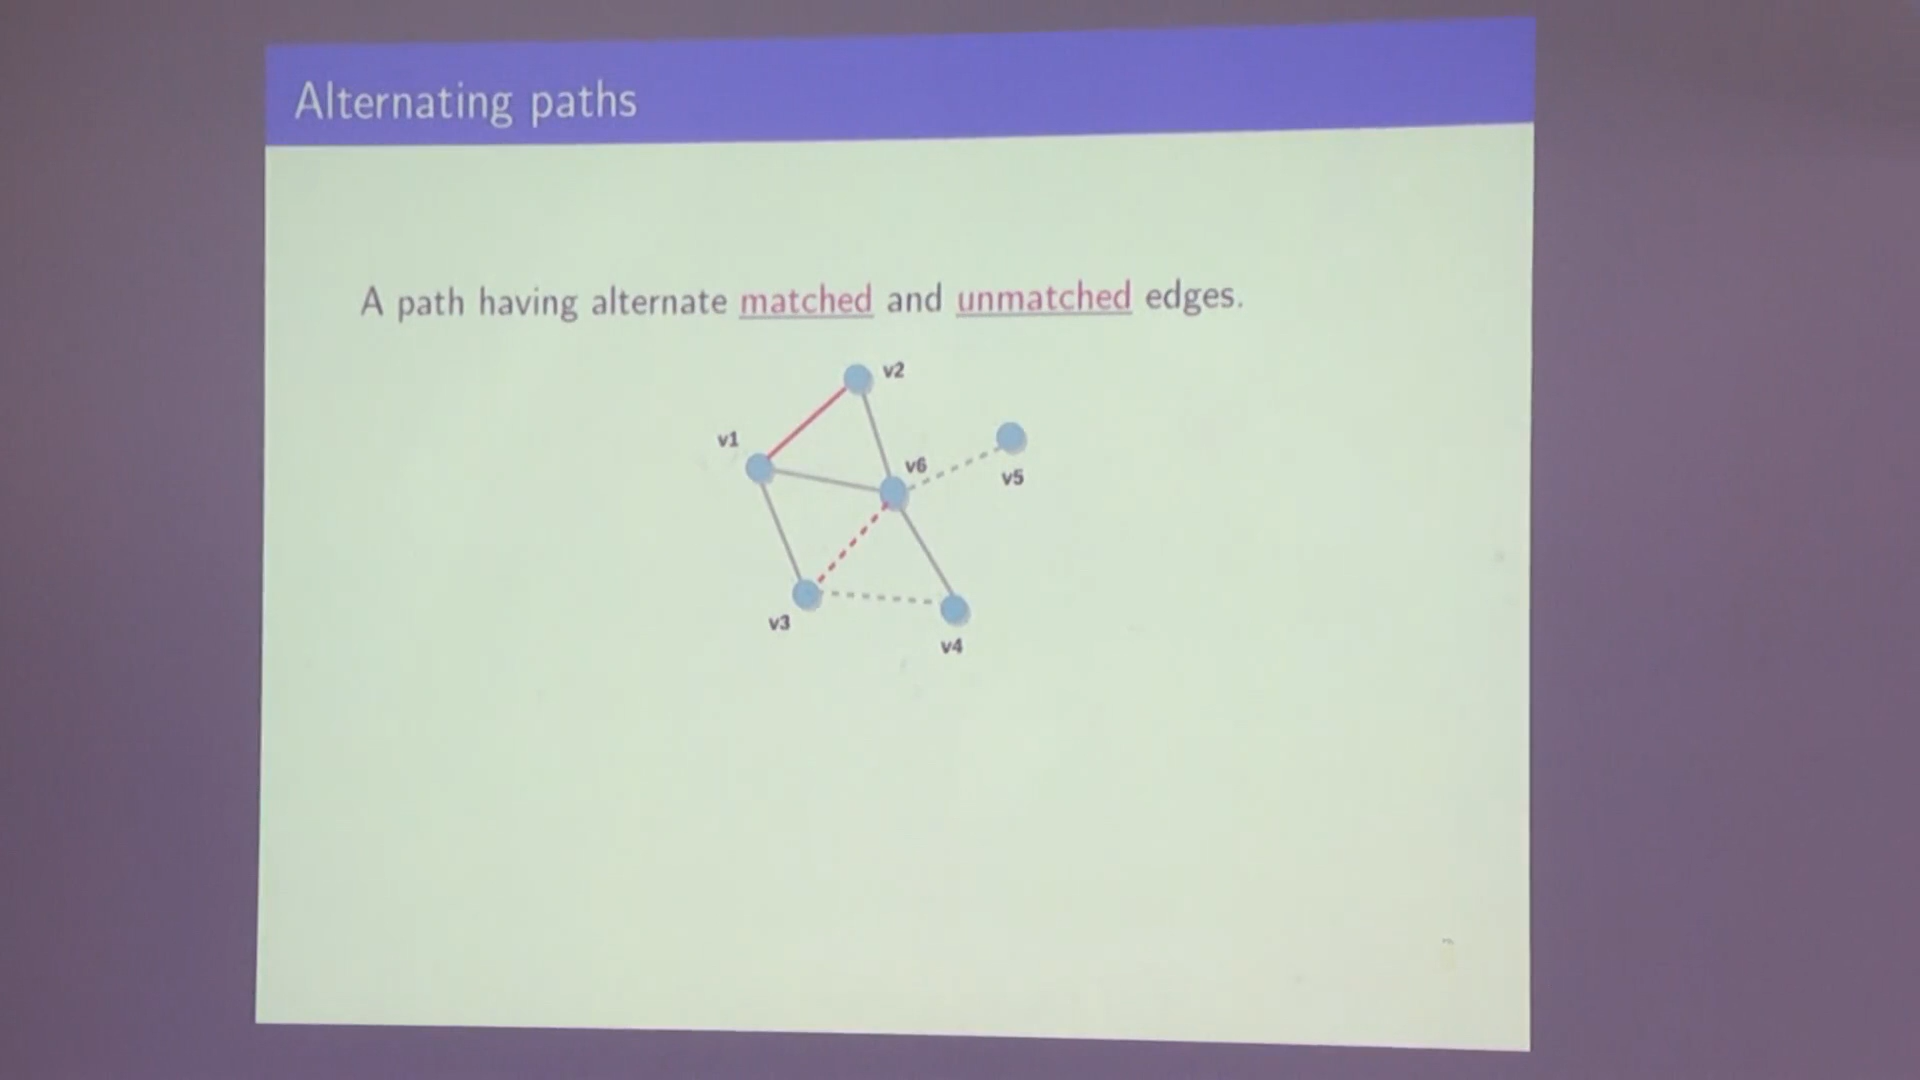 Alternating paths
A path having alternate matched and unmatched edges.
v2
v1
v6
v5
v3
v4